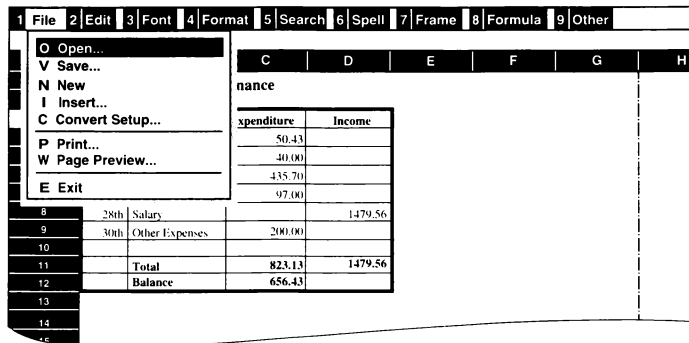 1 File 2 Edit 3 Font 4 Format 5 Search 6 Spell 7 Frame 8 Formula 9 Other
O Open...
V Save...
C D E F G H
N New
nance
I Insert...
C Convert Setup...
xpenditure Income
P Print...
50.43
W Page Preview...
40.00
435.70
E Exit
97.00
8 28th Salary 1479.56
9 30th Other Expenses 200.00
10
11 Total 823.13 1479.56
12 Balance 656.43
13
14
15